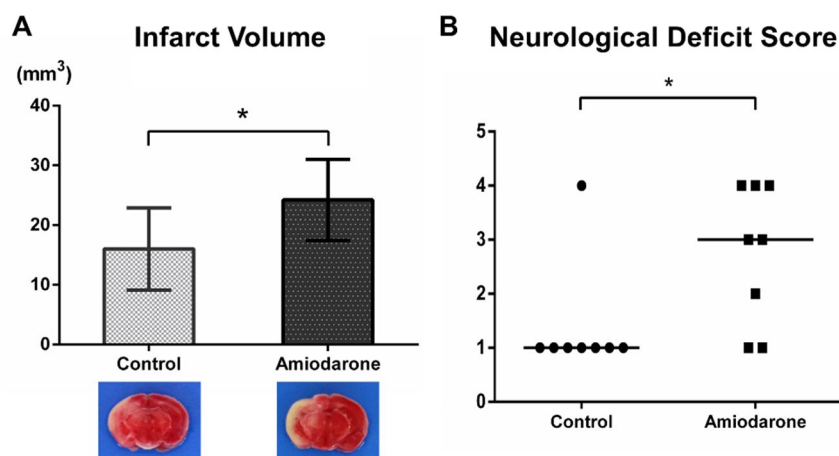 A
Infarct Volume
(mm³)
40
30
20
10
0
*
Control
Amiodarone
B
Neurological Deficit Score
*
5
4
3
2
1
0
Control
Amiodarone